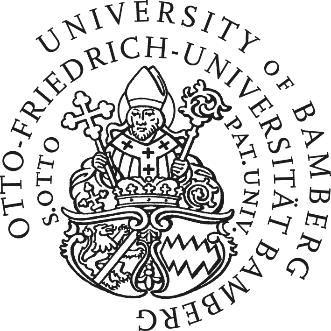 UNIVERSITY OF BAMBERG
OTTO-FRIEDRICH-UNIVERSITÄT BAMBERG
S. OTTO
PAT. UNIV.